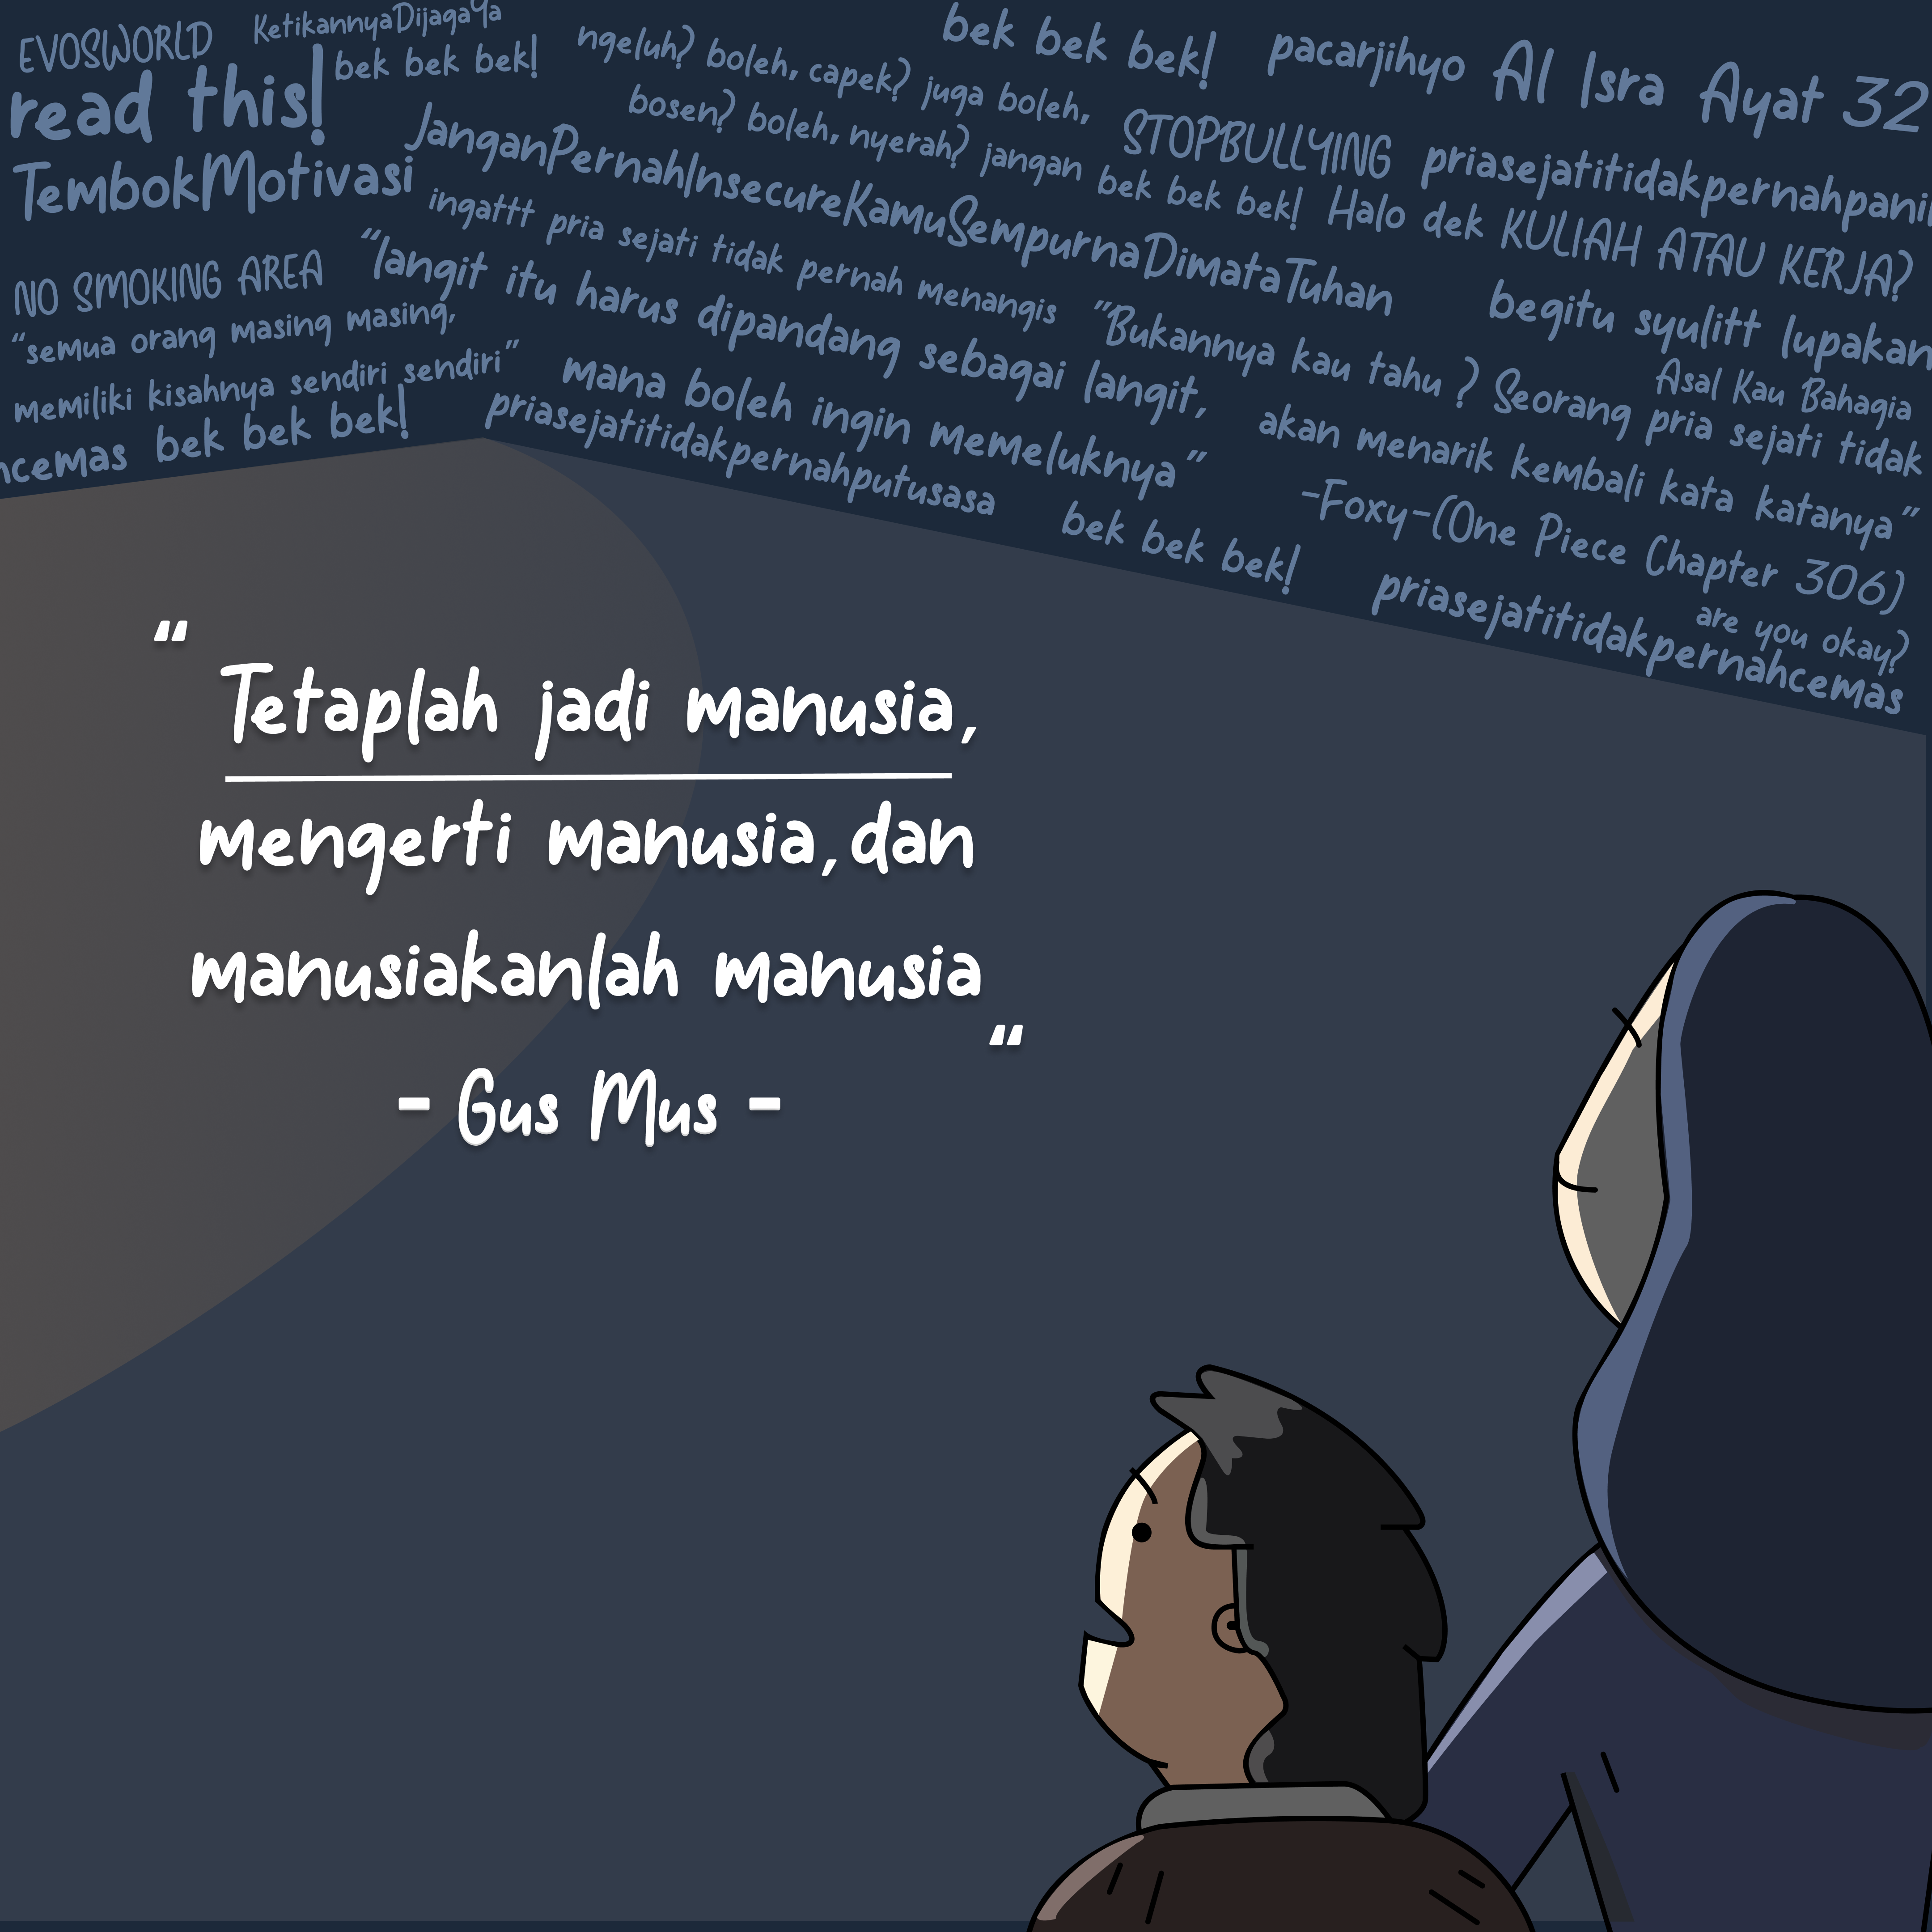 EVOSWORLD
KetikannyaDijagaYa
read this!
bek bek bek!
TembokMotivasi
ngeluh? boleh, capek? juga boleh,
bosen? boleh, nyerah? jangan
bek bek bek!
pacarjihyo
Al Isra Ayat 32
STOPBULLYING
priasejatitidakpernahpani
JanganPernahInsecureKamuSempurnaDimataTuhan
bek bek bek!
Halo dek
KULIAH ATAU KERJA?
ingattt pria sejati tidak pernah menangis
begitu syulitt lupakan
NO SMOKING AREA
"langit itu harus dipandang sebagai langit,
mana boleh ingin memeluknya"
"semua orang masing masing,
memiliki kisahnya sendiri sendiri"
Asal Kau Bahagia
"Bukannya kau tahu ? Seorang pria sejati tidak
akan menarik kembali kata katanya"
-Foxy-(One Piece Chapter 306)
ncemas
bek bek bek!
priasejatitidakpernahputusasa
bek bek bek!
are you okay?
priasejatitidakpernahcemas
"
Tetaplah jadi manusia,
mengerti manusia, dan
manusiakanlah manusia
"
- Gus Mus -